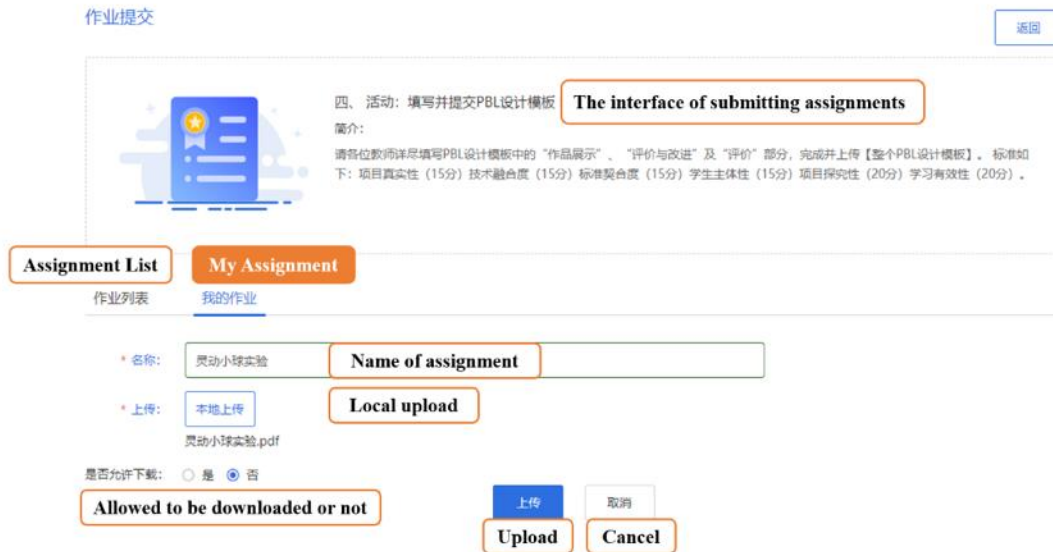 作业提交
返回
四、 活动：填写并提交PBL设计模板
The interface of submitting assignments
简介：
请各位教师详尽填写PBL设计模板中的“作品展示”、“评价与改进”及“评价”部分，完成并上传【整个PBL设计模板】。 标准如
下：项目真实性（15分）技术融合度（15分）标准契合度（15分）学生主体性（15分）项目探究性（20分）学习有效性（20分）。
Assignment List
My Assignment
作业列表
我的作业
* 名称：
灵动小球实验
Name of assignment
* 上传：
本地上传
Local upload
灵动小球实验.pdf
是否允许下载：
是
否
Allowed to be downloaded or not
上传
取消
Upload
Cancel